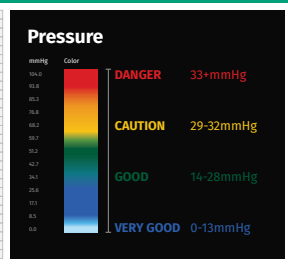 Pressure
mmHg Color
104.0
93.8
85.3
76.8
68.2
59.7
51.2
42.7
34.1
25.6
17.1
8.5
0.0
DANGER 33+mmHg
CAUTION 29-32mmHg
GOOD 14-28mmHg
VERY GOOD 0-13mmHg